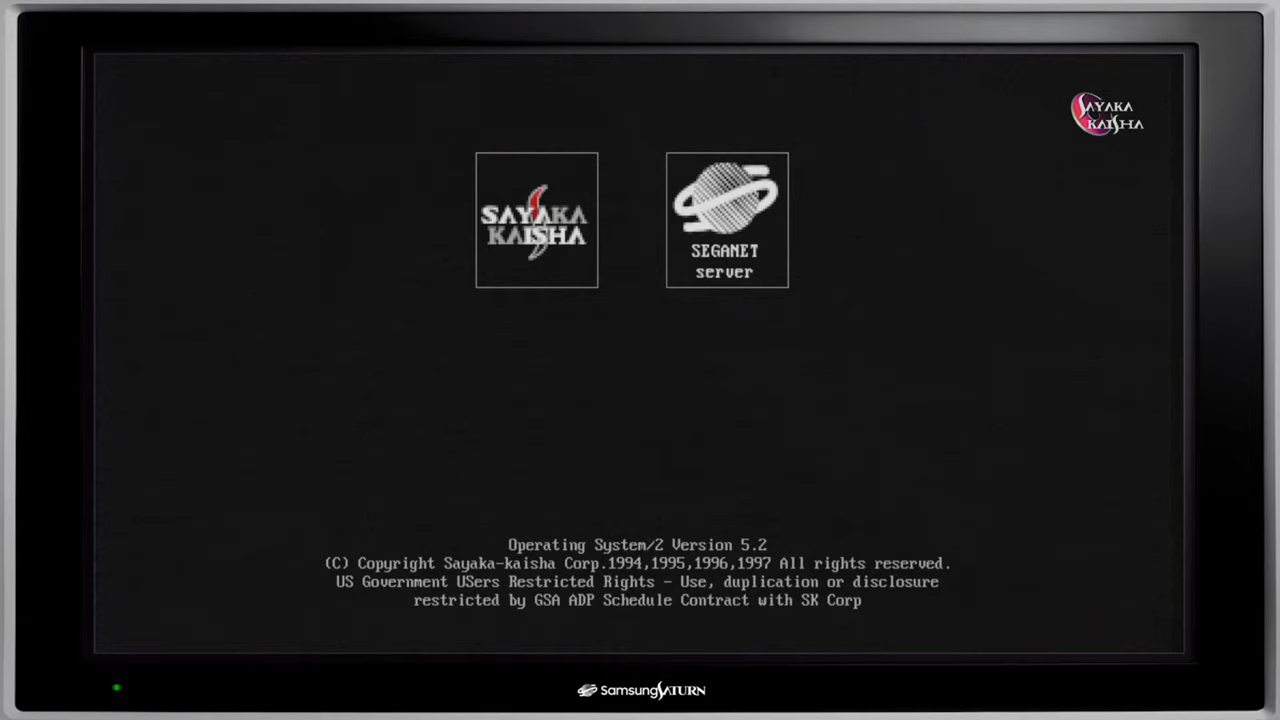 SAYAKA
KAISHA
SAYAKA
KAISHA
SEGANET
server
Operating System/2 Version 5.2
(C) Copyright Sayaka-kaisha Corp.1994,1995,1996,1997 All rights reserved.
US Government USers Restricted Rights - Use, duplication or disclosure
restricted by GSA ADP Schedule Contract with SK Corp
SamsungSATURN